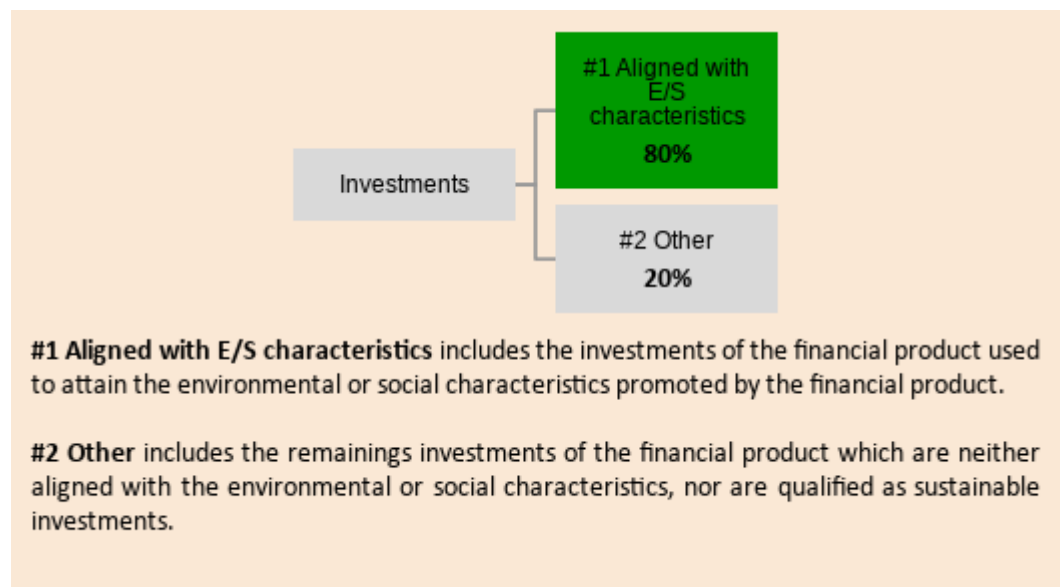 #1 Aligned with
E/S
characteristics
80%
Investments
#2 Other
20%
#1 Aligned with E/S characteristics includes the investments of the financial product used
to attain the environmental or social characteristics promoted by the financial product.
#2 Other includes the remainings investments of the financial product which are neither
aligned with the environmental or social characteristics, nor are qualified as sustainable
investments.